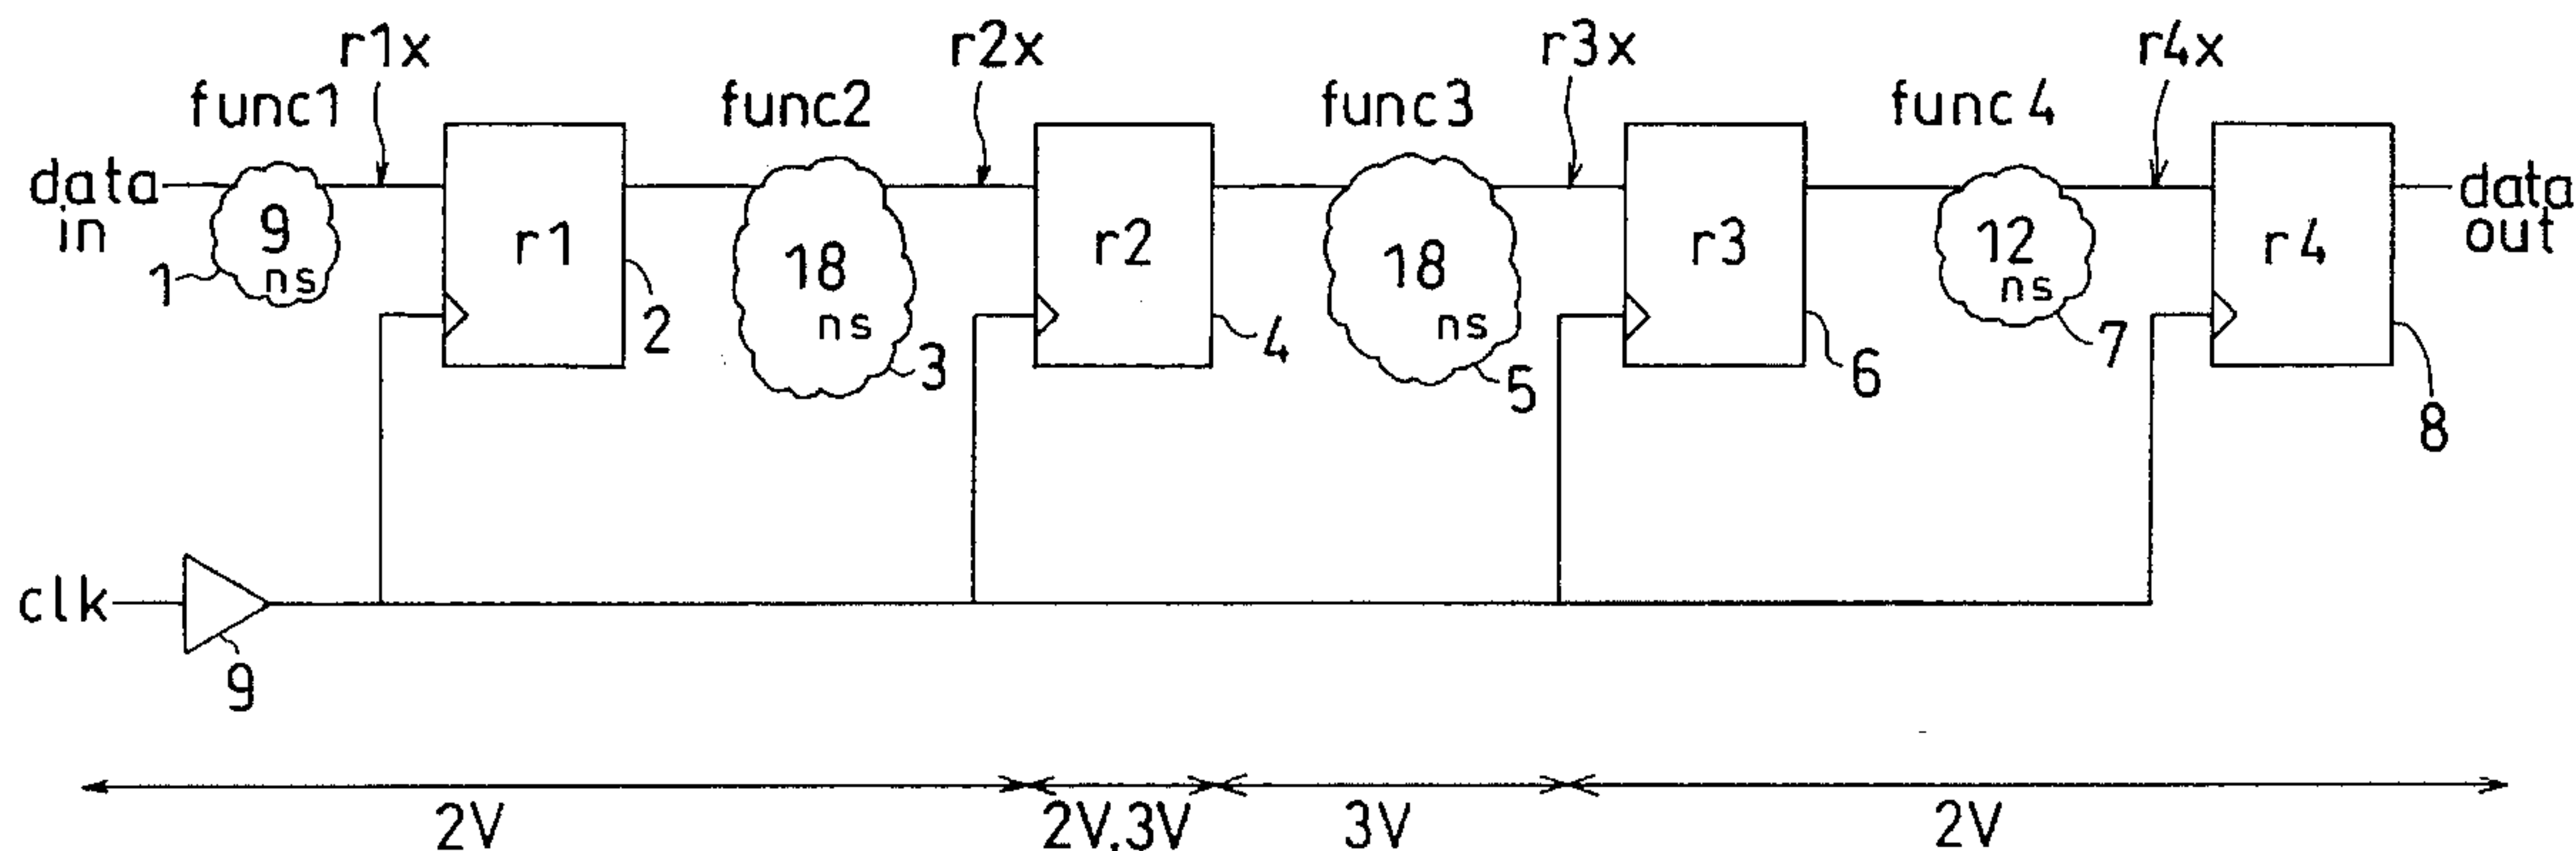 r1x r2x r3x r4x
func1 func2 func3 func4
data in
9 ns
1
r1
2
18 ns
3
r2
4
18 ns
5
r3
6
12 ns
7
r4
8
data out
clk
9
2V 2V,3V 3V 2V